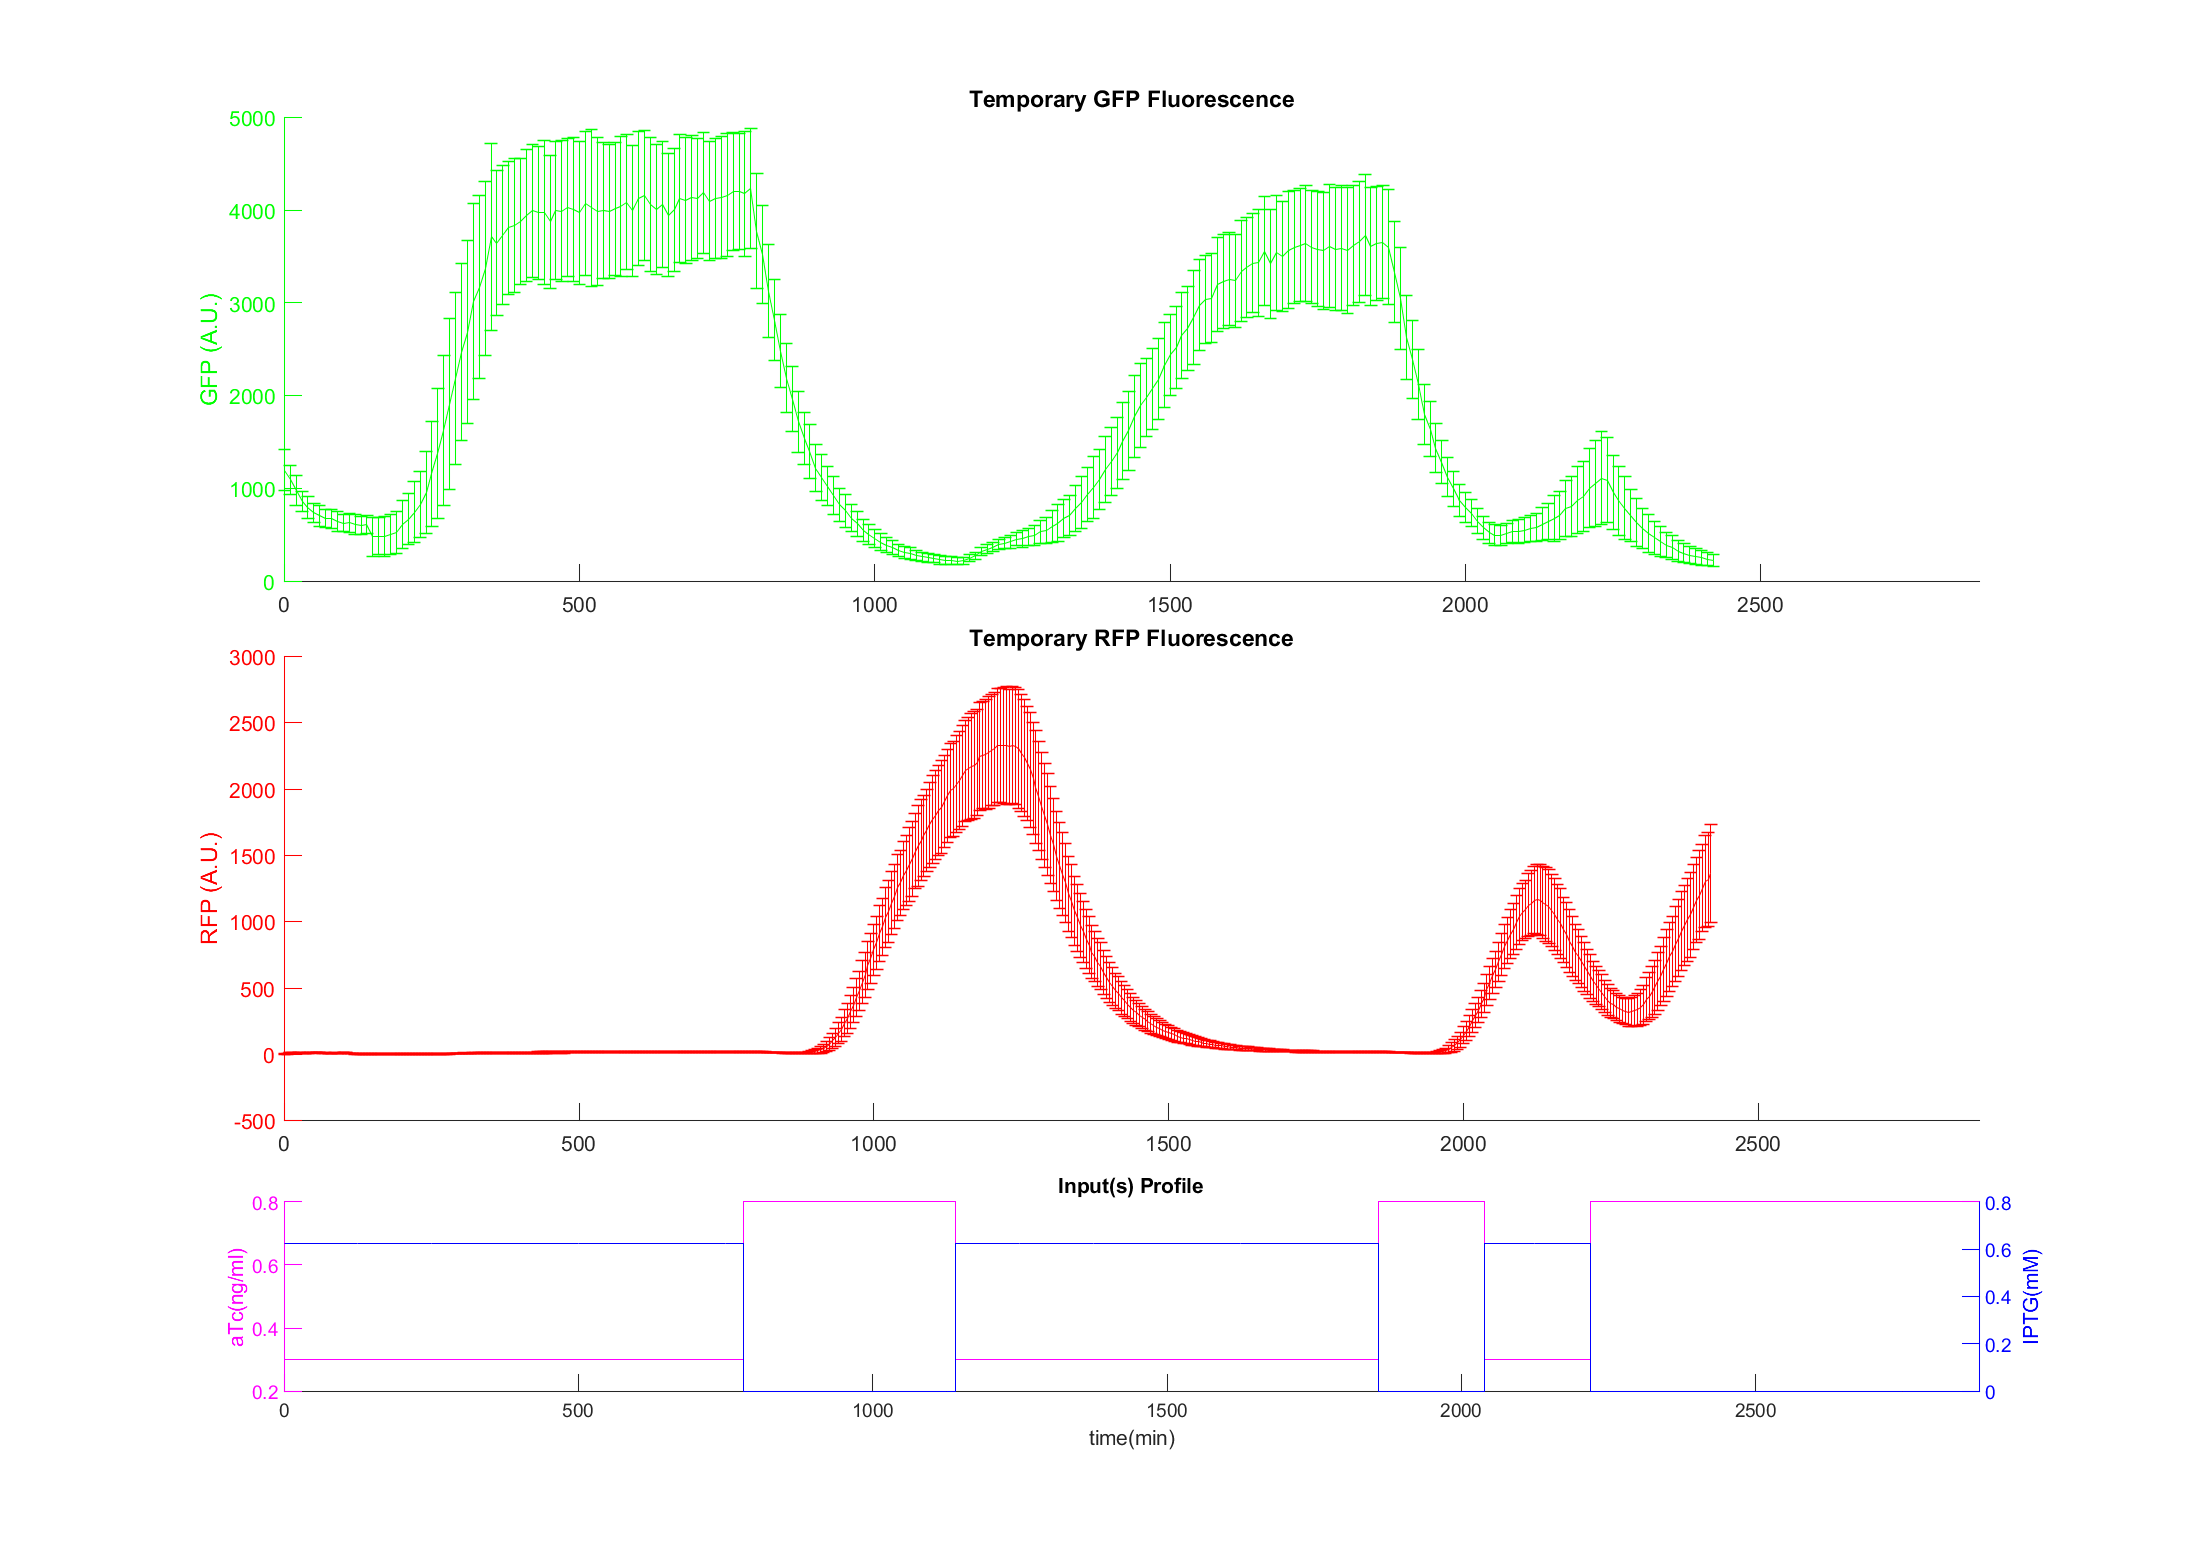 Temporary GFP Fluorescence
5000
4000
3000
2000
1000
0
GFP (A.U.)
0 500 1000 1500 2000 2500
Temporary RFP Fluorescence
3000
2500
2000
1500
1000
500
0
-500
RFP (A.U.)
0 500 1000 1500 2000 2500
Input(s) Profile
0.8
0.6
0.4
0.2
aTc(ng/ml)
0.8
0.6
0.4
0.2
0
IPTG(mM)
0 500 1000 1500 2000 2500
time(min)